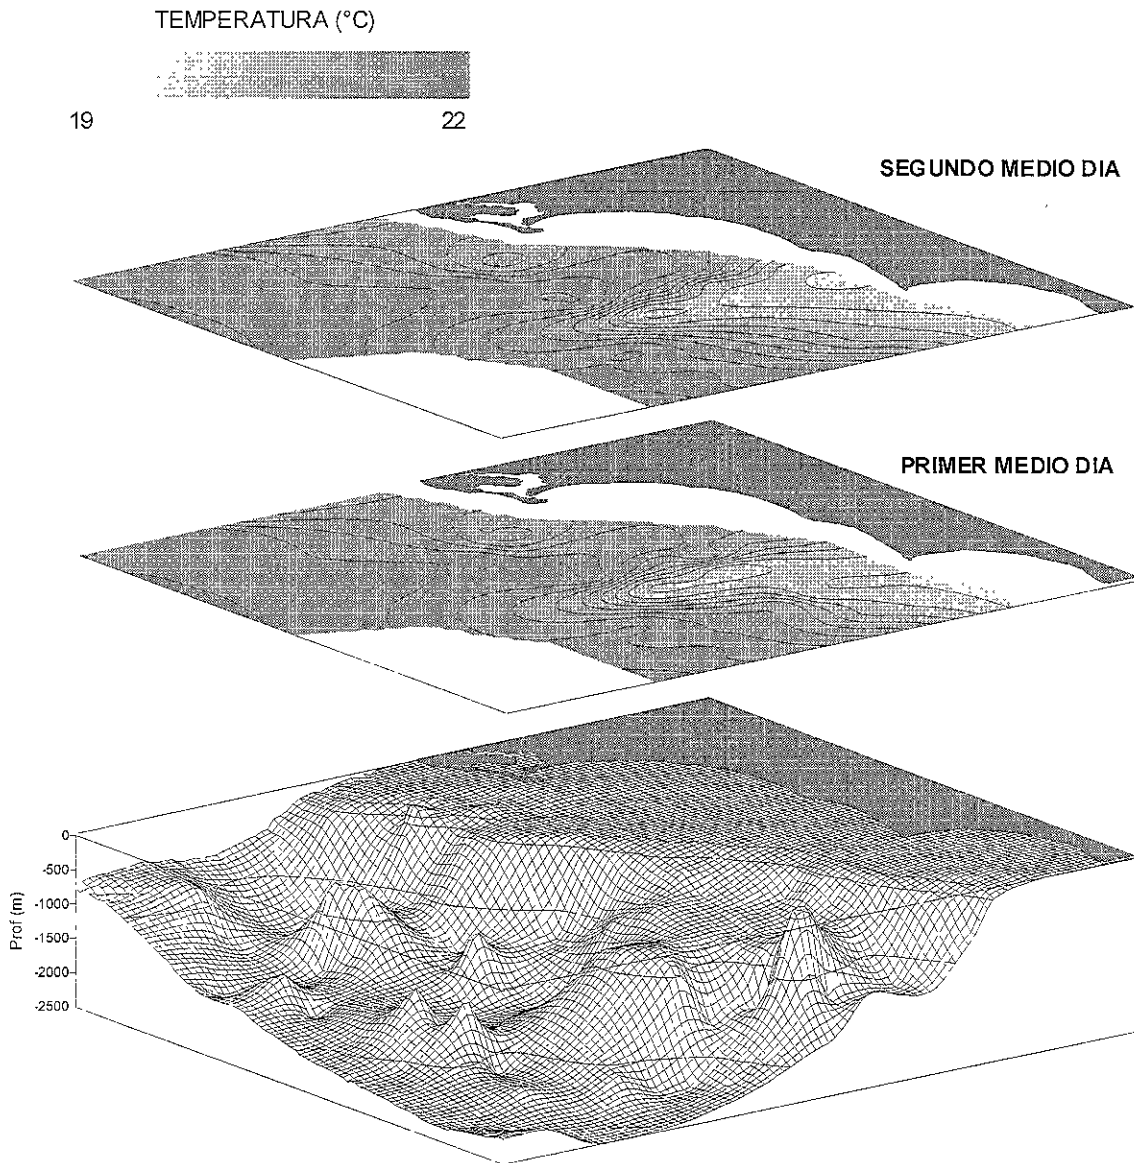 TEMPERATURA (°C)
19 22
SEGUNDO MEDIO DIA
PRIMER MEDIO DIA
0
-500
-1000
-1500
-2000
-2500
Prof (m)